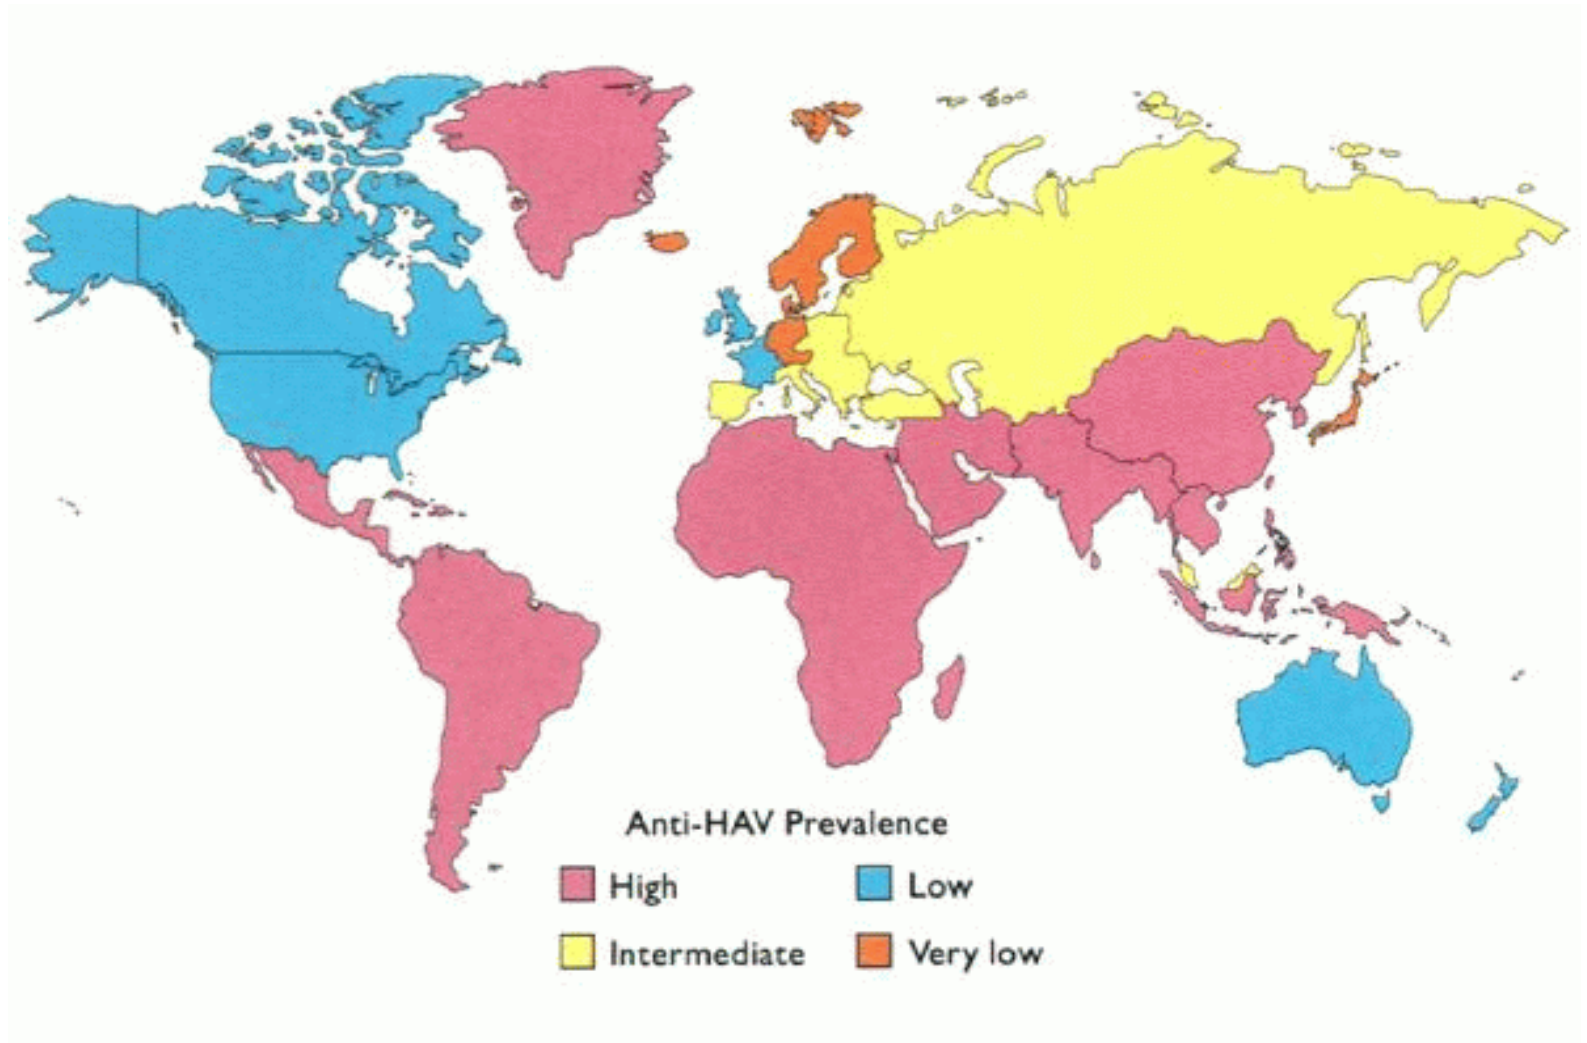 Anti-HAV Prevalence
High
Low
Intermediate
Very low